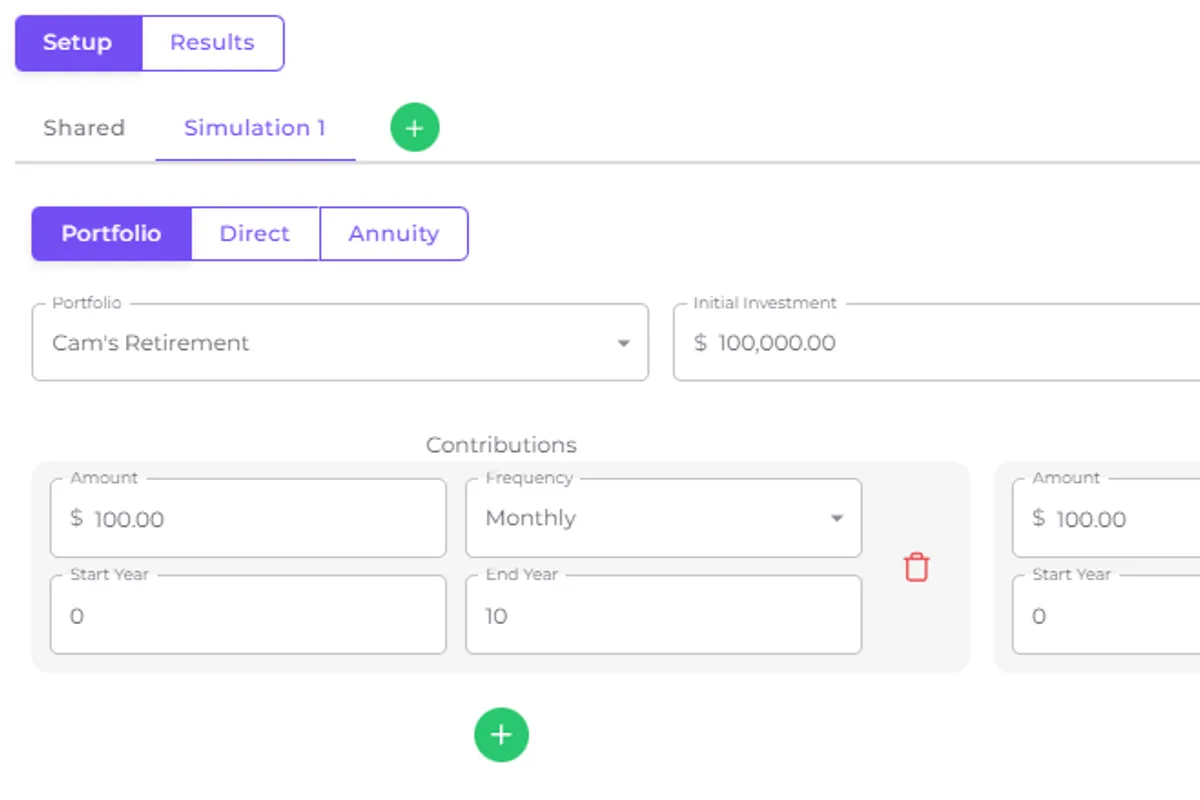 Setup Results
Shared Simulation 1 +
Portfolio Direct Annuity
Portfolio Initial Investment
Cam's Retirement $ 100,000.00
Contributions
Amount Frequency Amount
$ 100.00 Monthly $ 100.00
Start Year End Year Start Year
0 10 0
+